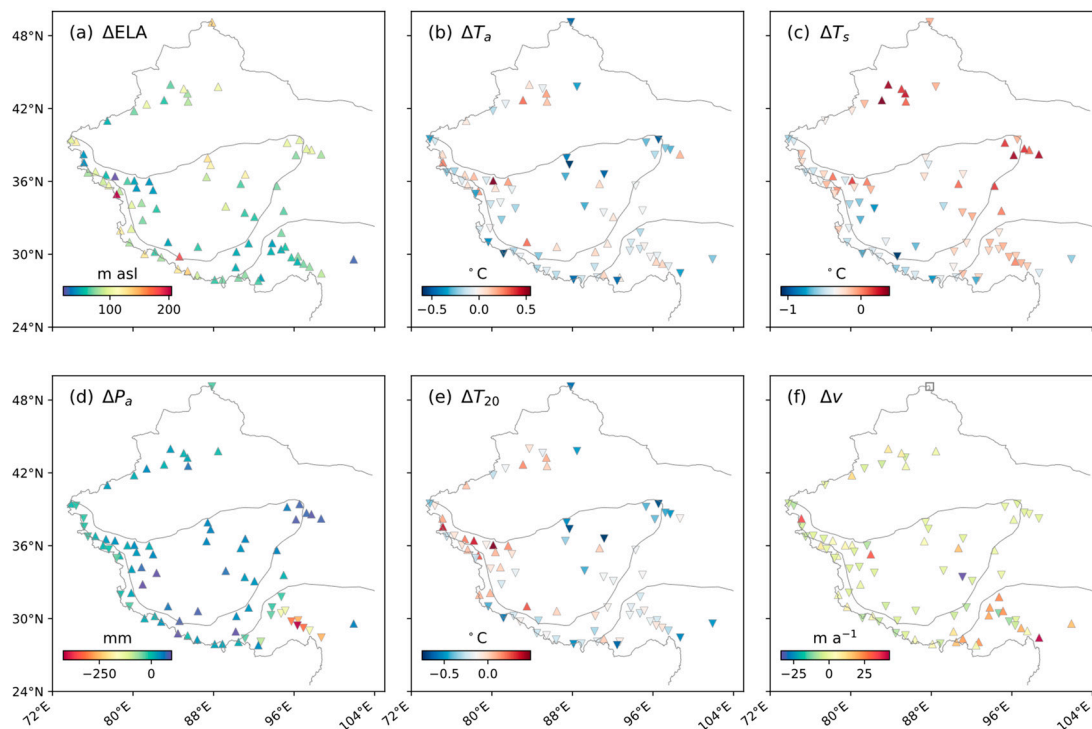 (a) ΔELA
48°N
42°N
36°N
30°N
24°N
m asl
100 200
(b) ΔTₐ
°C
−0.5 0.0 0.5
(c) ΔTₛ
°C
−1 0
(d) ΔPₐ
48°N
42°N
36°N
30°N
24°N
mm
−250 0
72°E 80°E 88°E 96°E 104°E
(e) ΔT₂₀
°C
−0.5 0.0
72°E 80°E 88°E 96°E 104°E
(f) Δv
m a⁻¹
−25 0 25
72°E 80°E 88°E 96°E 104°E